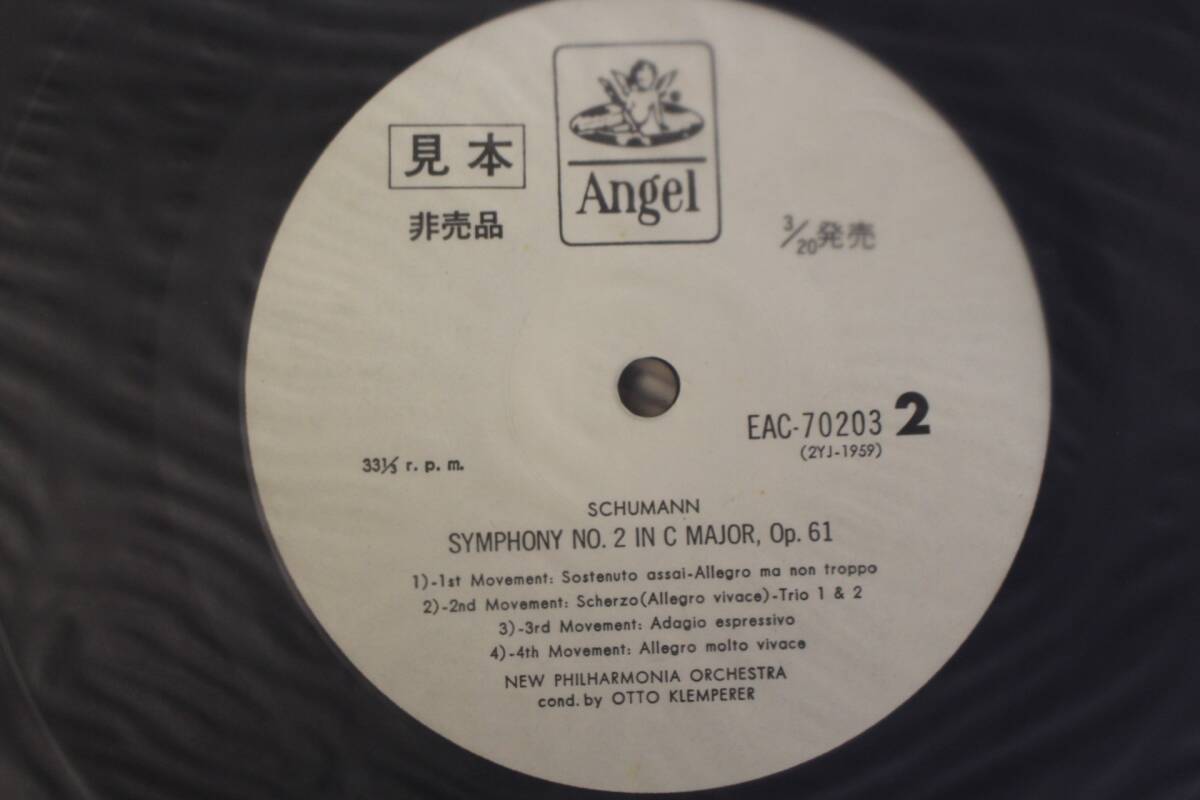 見本
非売品
Angel
3/20発売
EAC-70203 2
(2YJ-1959)
33⅓ r.p.m.
SCHUMANN
SYMPHONY NO. 2 IN C MAJOR, Op. 61
1)-1st Movement: Sostenuto assai-Allegro ma non troppo
2)-2nd Movement: Scherzo(Allegro vivace)-Trio 1 & 2
3)-3rd Movement: Adagio espressivo
4)-4th Movement: Allegro molto vivace
NEW PHILHARMONIA ORCHESTRA
cond. by OTTO KLEMPERER